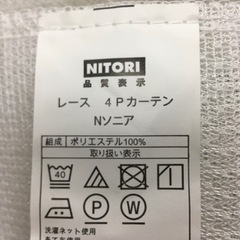 NITORI
品質表示
レース 4Pカーテン
Nソニア
組成 ポリエステル100%
取り扱い表示
40
P W
洗濯ネット使用